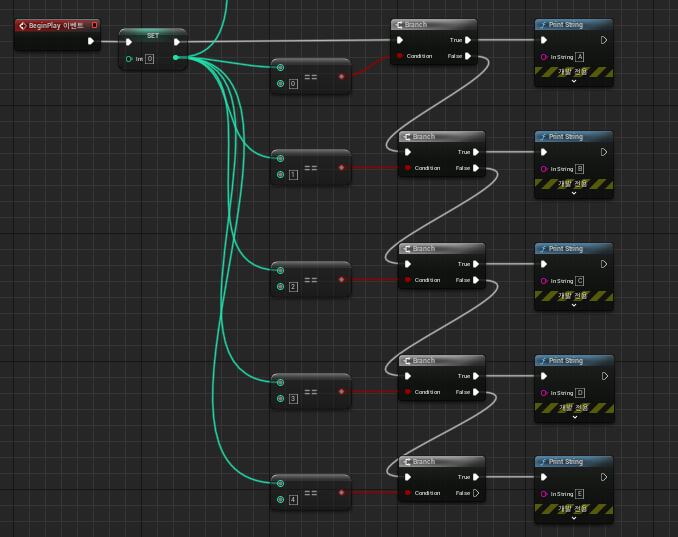 BeginPlay 이벤트
SET
Int 0
Branch
True
Condition False
Print String
In String A
개발 전용
==
0
Branch
True
Condition False
Print String
In String B
개발 전용
==
1
Branch
True
Condition False
Print String
In String C
개발 전용
==
2
Branch
True
Condition False
Print String
In String D
개발 전용
==
3
Branch
True
Condition False
Print String
In String E
개발 전용
==
4